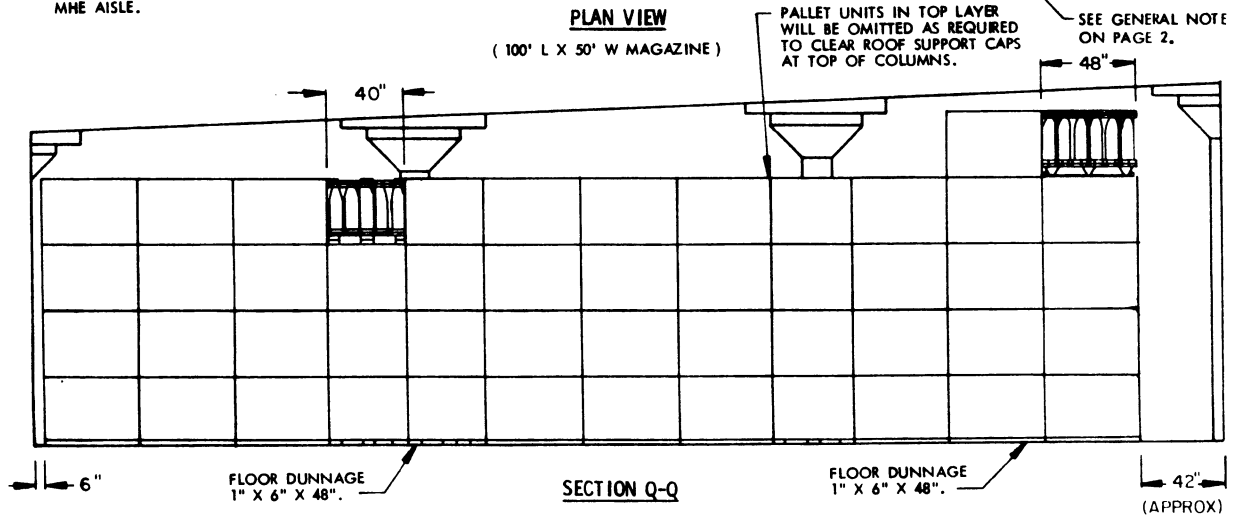 MHE AISLE.
PLAN VIEW
( 100' L X 50' W MAGAZINE )
PALLET UNITS IN TOP LAYER
WILL BE OMITTED AS REQUIRED
TO CLEAR ROOF SUPPORT CAPS
AT TOP OF COLUMNS.
SEE GENERAL NOTE
ON PAGE 2.
40"
48"
6"
FLOOR DUNNAGE
1" X 6" X 48".
SECTION Q-Q
FLOOR DUNNAGE
1" X 6" X 48".
42"
(APPROX)